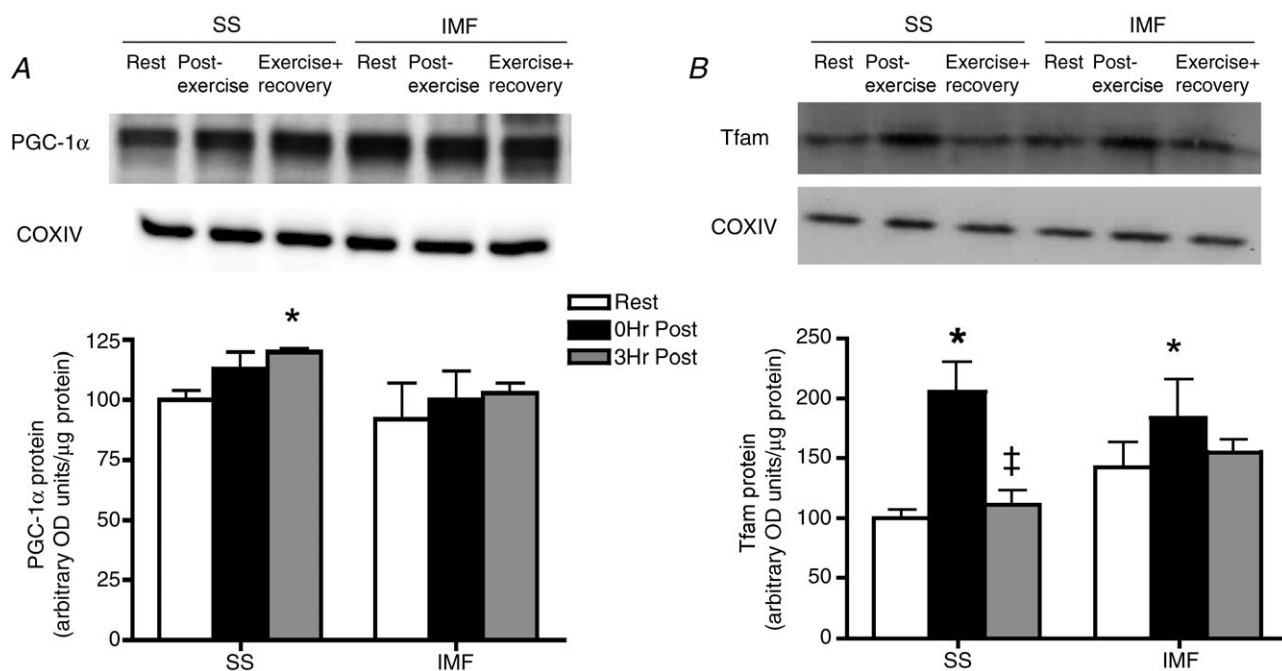 A
SS
IMF
Rest
Post-
exercise
Exercise+
recovery
Rest
Post-
exercise
Exercise+
recovery
PGC-1α
COXIV
Rest
0Hr Post
3Hr Post
PGC-1α protein
(arbitrary OD units/μg protein)
125
100
75
50
25
0
*
SS
IMF
B
SS
IMF
Rest
Post-
exercise
Exercise+
recovery
Rest
Post-
exercise
Exercise+
recovery
Tfam
COXIV
Tfam protein
(arbitrary OD units/μg protein)
250
200
150
100
50
0
*
‡
*
SS
IMF